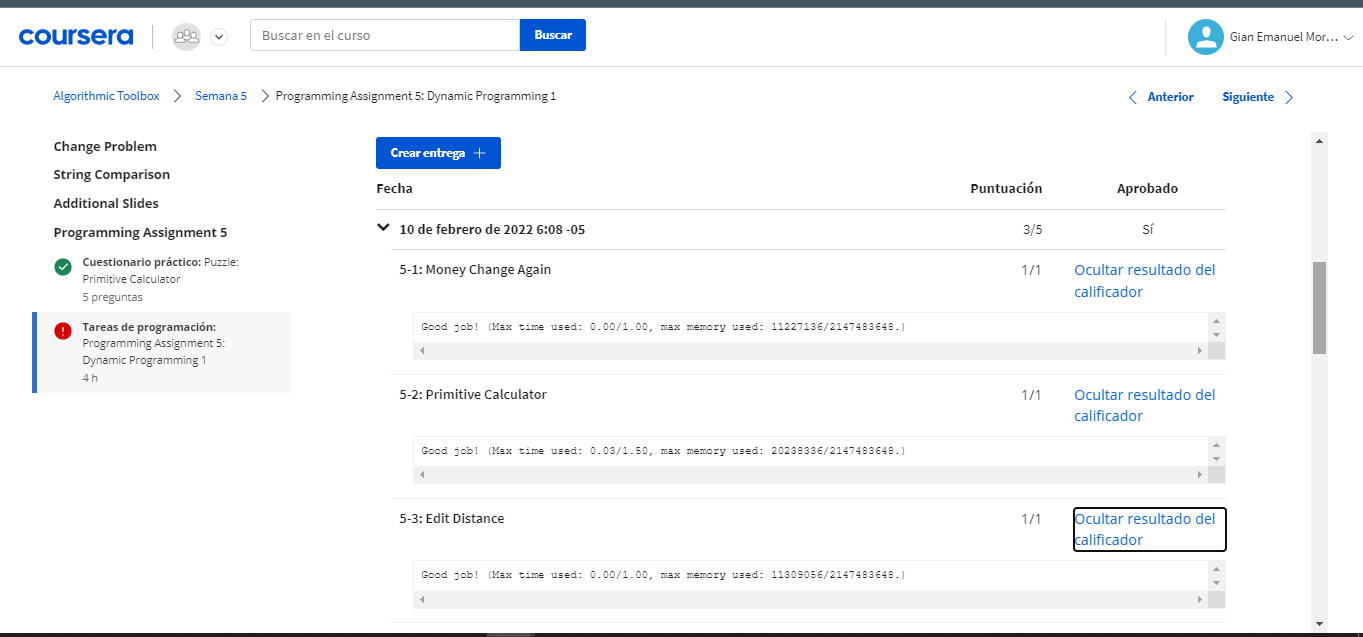 coursera
Buscar en el curso
Buscar
Gian Emanuel Mor...
Algorithmic Toolbox
Semana 5
Programming Assignment 5: Dynamic Programming 1
Anterior
Siguiente
Change Problem
String Comparison
Additional Slides
Programming Assignment 5
Cuestionario práctico: Puzzle:
Primitive Calculator
5 preguntas
Tareas de programación:
Programming Assignment 5:
Dynamic Programming 1
4 h
Crear entrega +
Fecha
Puntuación
Aprobado
10 de febrero de 2022 6:08 -05
3/5
Sí
5-1: Money Change Again
1/1
Ocultar resultado del
calificador
Good job! (Max time used: 0.00/1.00, max memory used: 11227136/2147483648.)
5-2: Primitive Calculator
1/1
Ocultar resultado del
calificador
Good job! (Max time used: 0.03/1.50, max memory used: 20238336/2147483648.)
5-3: Edit Distance
1/1
Ocultar resultado del
calificador
Good job! (Max time used: 0.00/1.00, max memory used: 11309056/2147483648.)